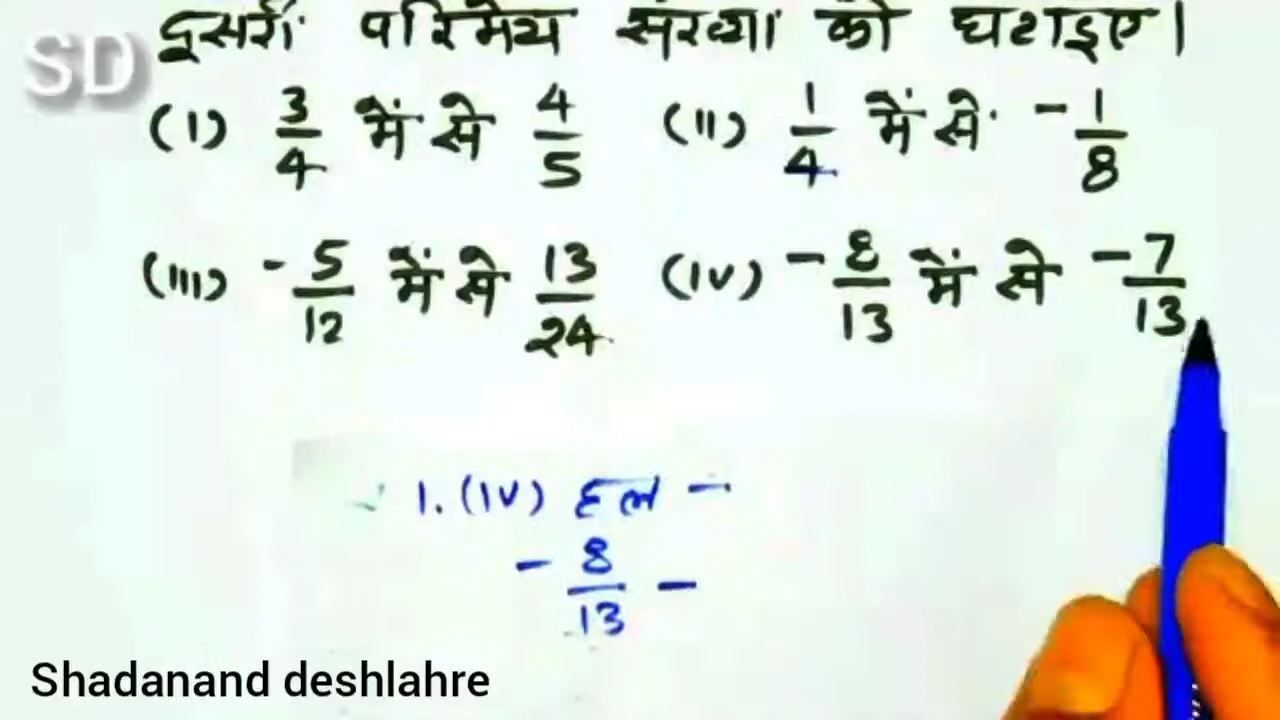 दूसरी परिमेय संख्या को घटाइए।
SD
(I) 3/4 में से 4/5 (II) 1/4 में से -1/8
(III) -5/12 में से 13/24 (IV) -8/13 में से -7/13
1. (IV) हल -
-8/13 -
Shadanand deshlahre